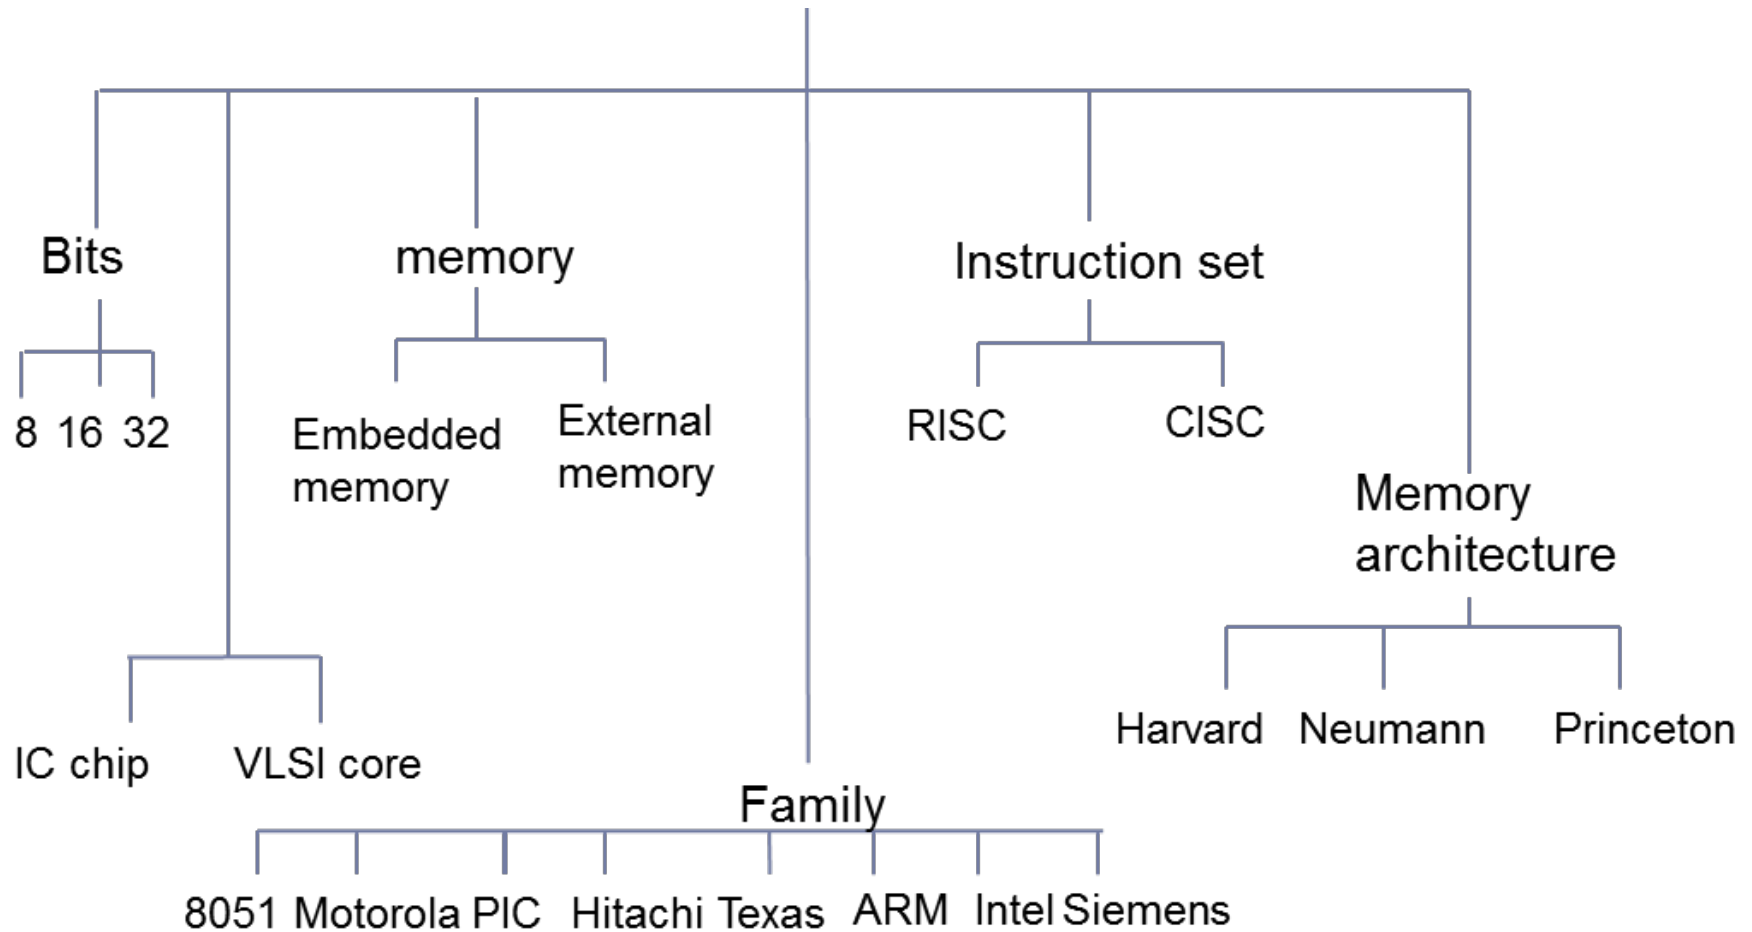 Bits
memory
Instruction set
8 16 32
Embedded
memory
External
memory
RISC
CISC
Memory
architecture
Harvard Neumann Princeton
IC chip
VLSI core
Family
8051 Motorola PIC Hitachi Texas ARM Intel Siemens